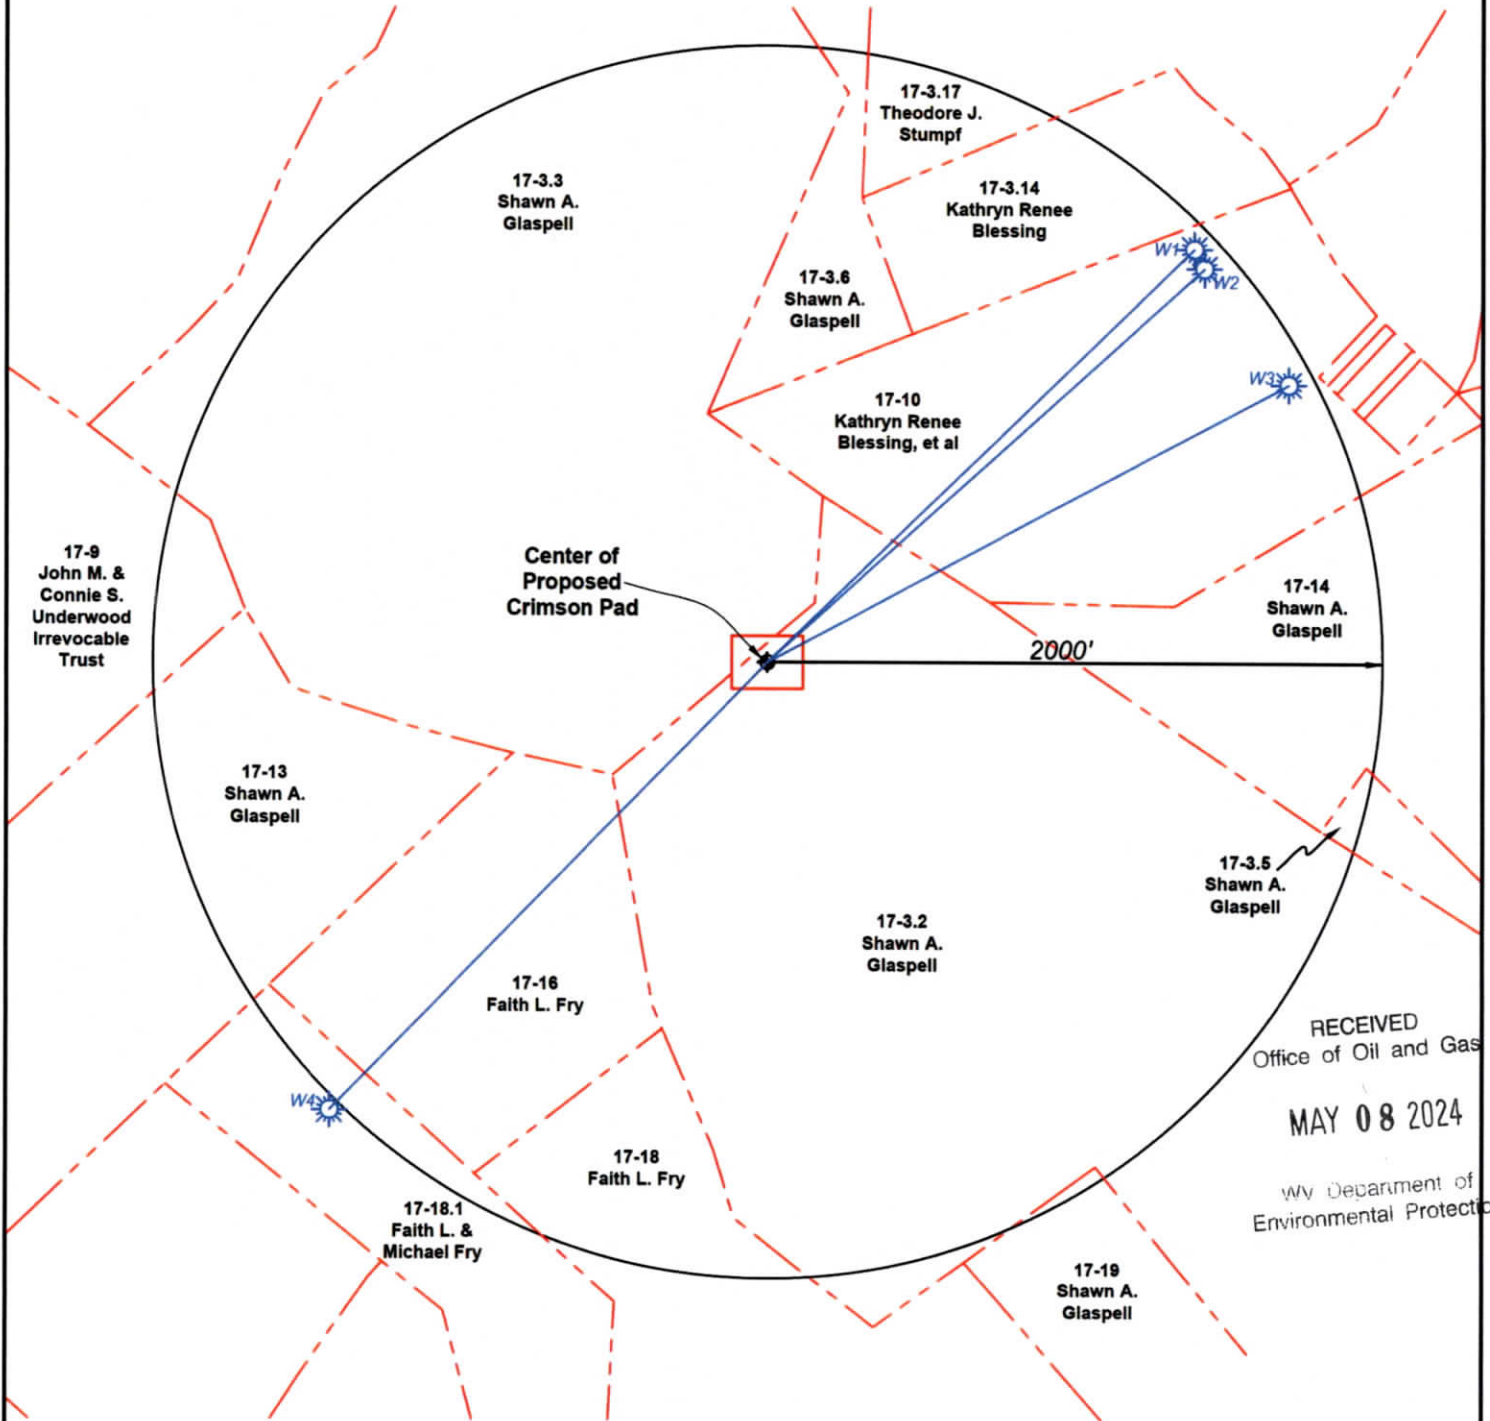 17-3.17
Theodore J.
Stumpf
17-3.3
Shawn A.
Glaspell
17-3.14
Kathryn Renee
Blessing
W1
W2
17-3.6
Shawn A.
Glaspell
W3
17-10
Kathryn Renee
Blessing, et al
17-9
John M. &
Connie S.
Underwood
Irrevocable
Trust
Center of
Proposed
Crimson Pad
17-14
Shawn A.
Glaspell
2000'
17-13
Shawn A.
Glaspell
17-3.5
Shawn A.
Glaspell
17-3.2
Shawn A.
Glaspell
17-16
Faith L. Fry
RECEIVED
Office of Oil and Gas
MAY 08 2024
WV Department of
Environmental Protectio
W4
17-18
Faith L. Fry
17-18.1
Faith L. &
Michael Fry
17-19
Shawn A.
Glaspell